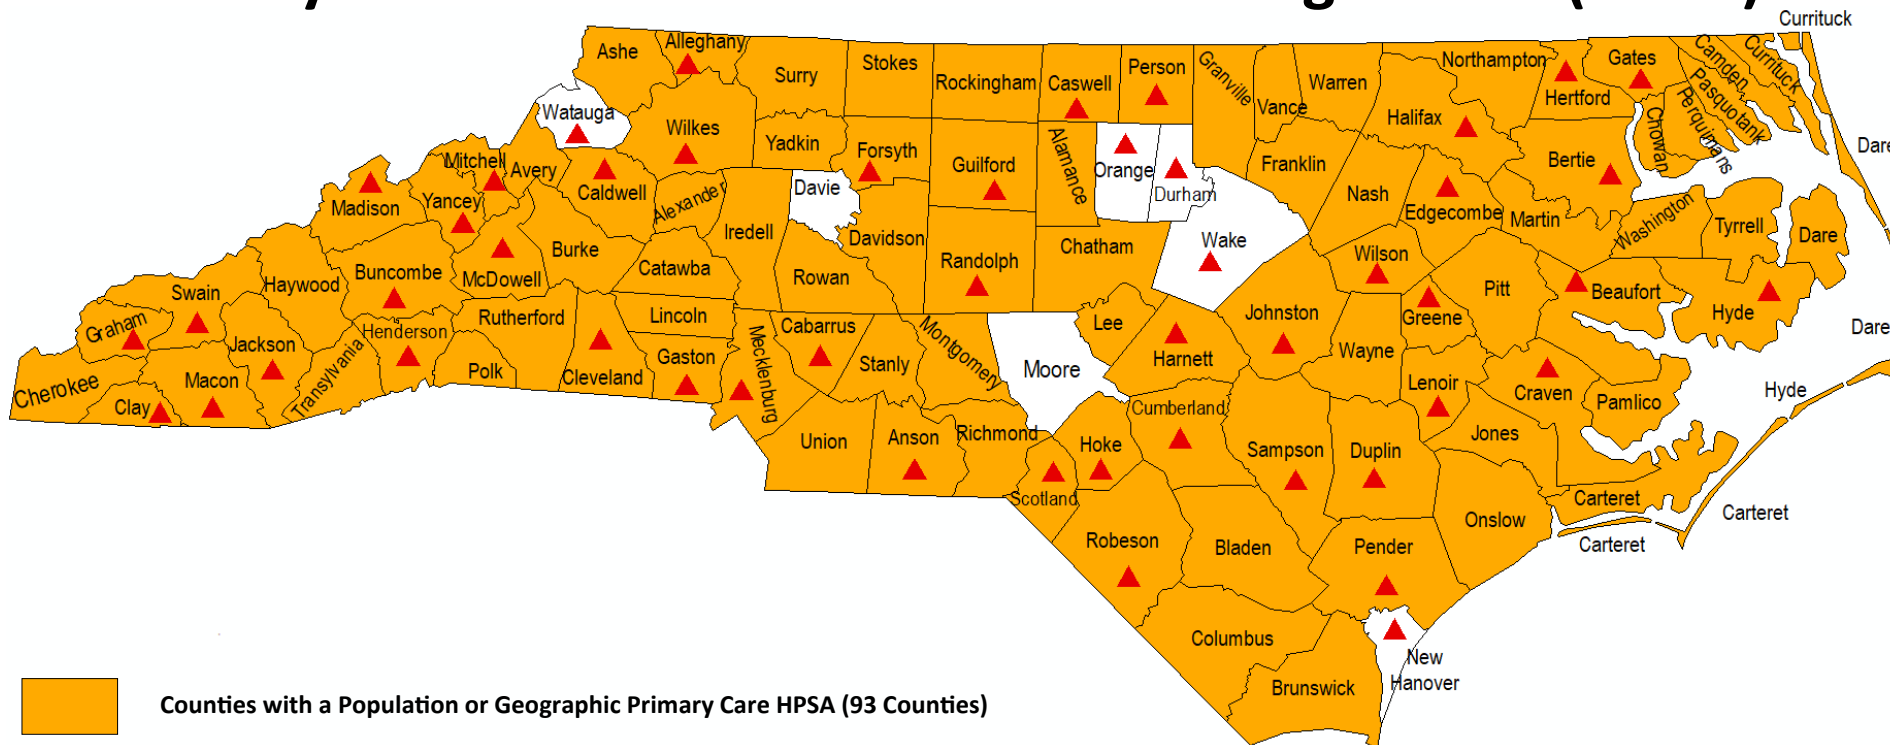 Currituck
Ashe
Alleghany
Surry
Stokes
Rockingham
Caswell
Person
Granville
Vance
Warren
Northampton
Halifax
Hertford
Gates
Camden
Currituck
Pasquotank
Perquimans
Chowan
Dare
Watauga
Wilkes
Yadkin
Forsyth
Guilford
Alamance
Orange
Durham
Franklin
Nash
Edgecombe
Bertie
Martin
Washington
Tyrrell
Dare
Mitchell
Avery
Caldwell
Alexander
Davie
Iredell
Davidson
Randolph
Chatham
Wake
Wilson
Madison
Yancey
Burke
McDowell
Catawba
Rowan
Pitt
Beaufort
Hyde
Dare
Swain
Haywood
Buncombe
Graham
Jackson
Henderson
Rutherford
Lincoln
Cabarrus
Stanly
Montgomery
Moore
Lee
Harnett
Johnston
Wayne
Greene
Lenoir
Craven
Pamlico
Hyde
Cherokee
Clay
Macon
Transylvania
Polk
Cleveland
Gaston
Mecklenburg
Union
Anson
Richmond
Scotland
Hoke
Cumberland
Sampson
Duplin
Jones
Onslow
Carteret
Carteret
Carteret
Robeson
Bladen
Pender
Columbus
Brunswick
New
Hanover
Counties with a Population or Geographic Primary Care HPSA (93 Counties)